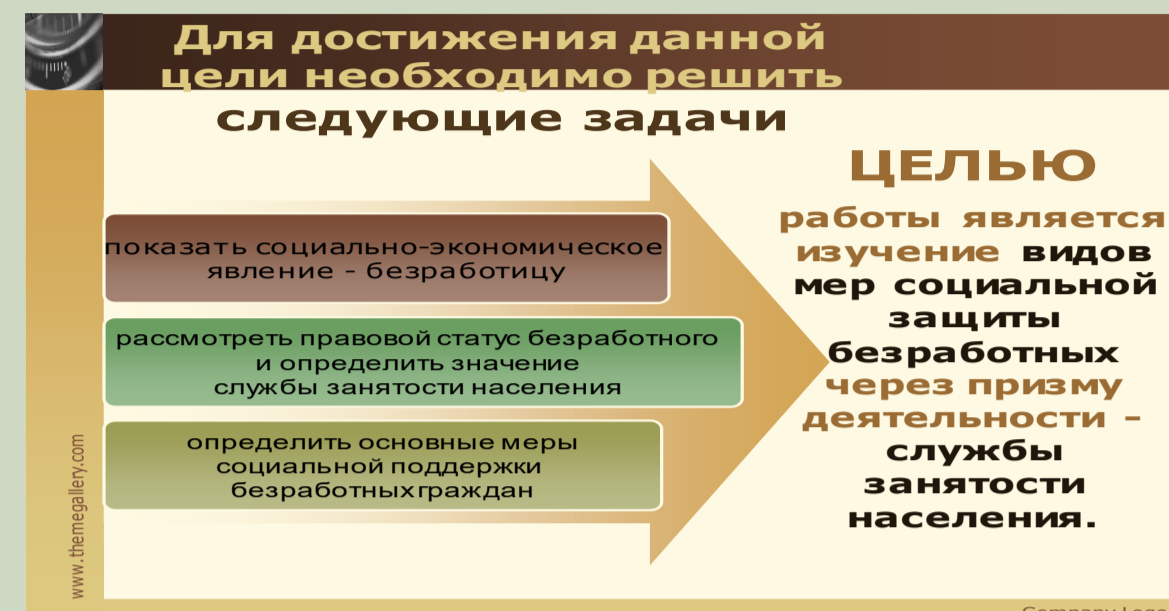 Для достижения данной
цели необходимо решить
следующие задачи
показать социально-экономическое
явление - безработицу
рассмотреть правовой статус безработного
и определить значение
службы занятости населения
определить основные меры
социальной поддержки
безработныхграждан
ЦЕЛЬЮ
работы является
изучение видов
мер социальной
защиты
безработных
через призму
деятельности –
службы
занятости
населения.
www.themegallery.com